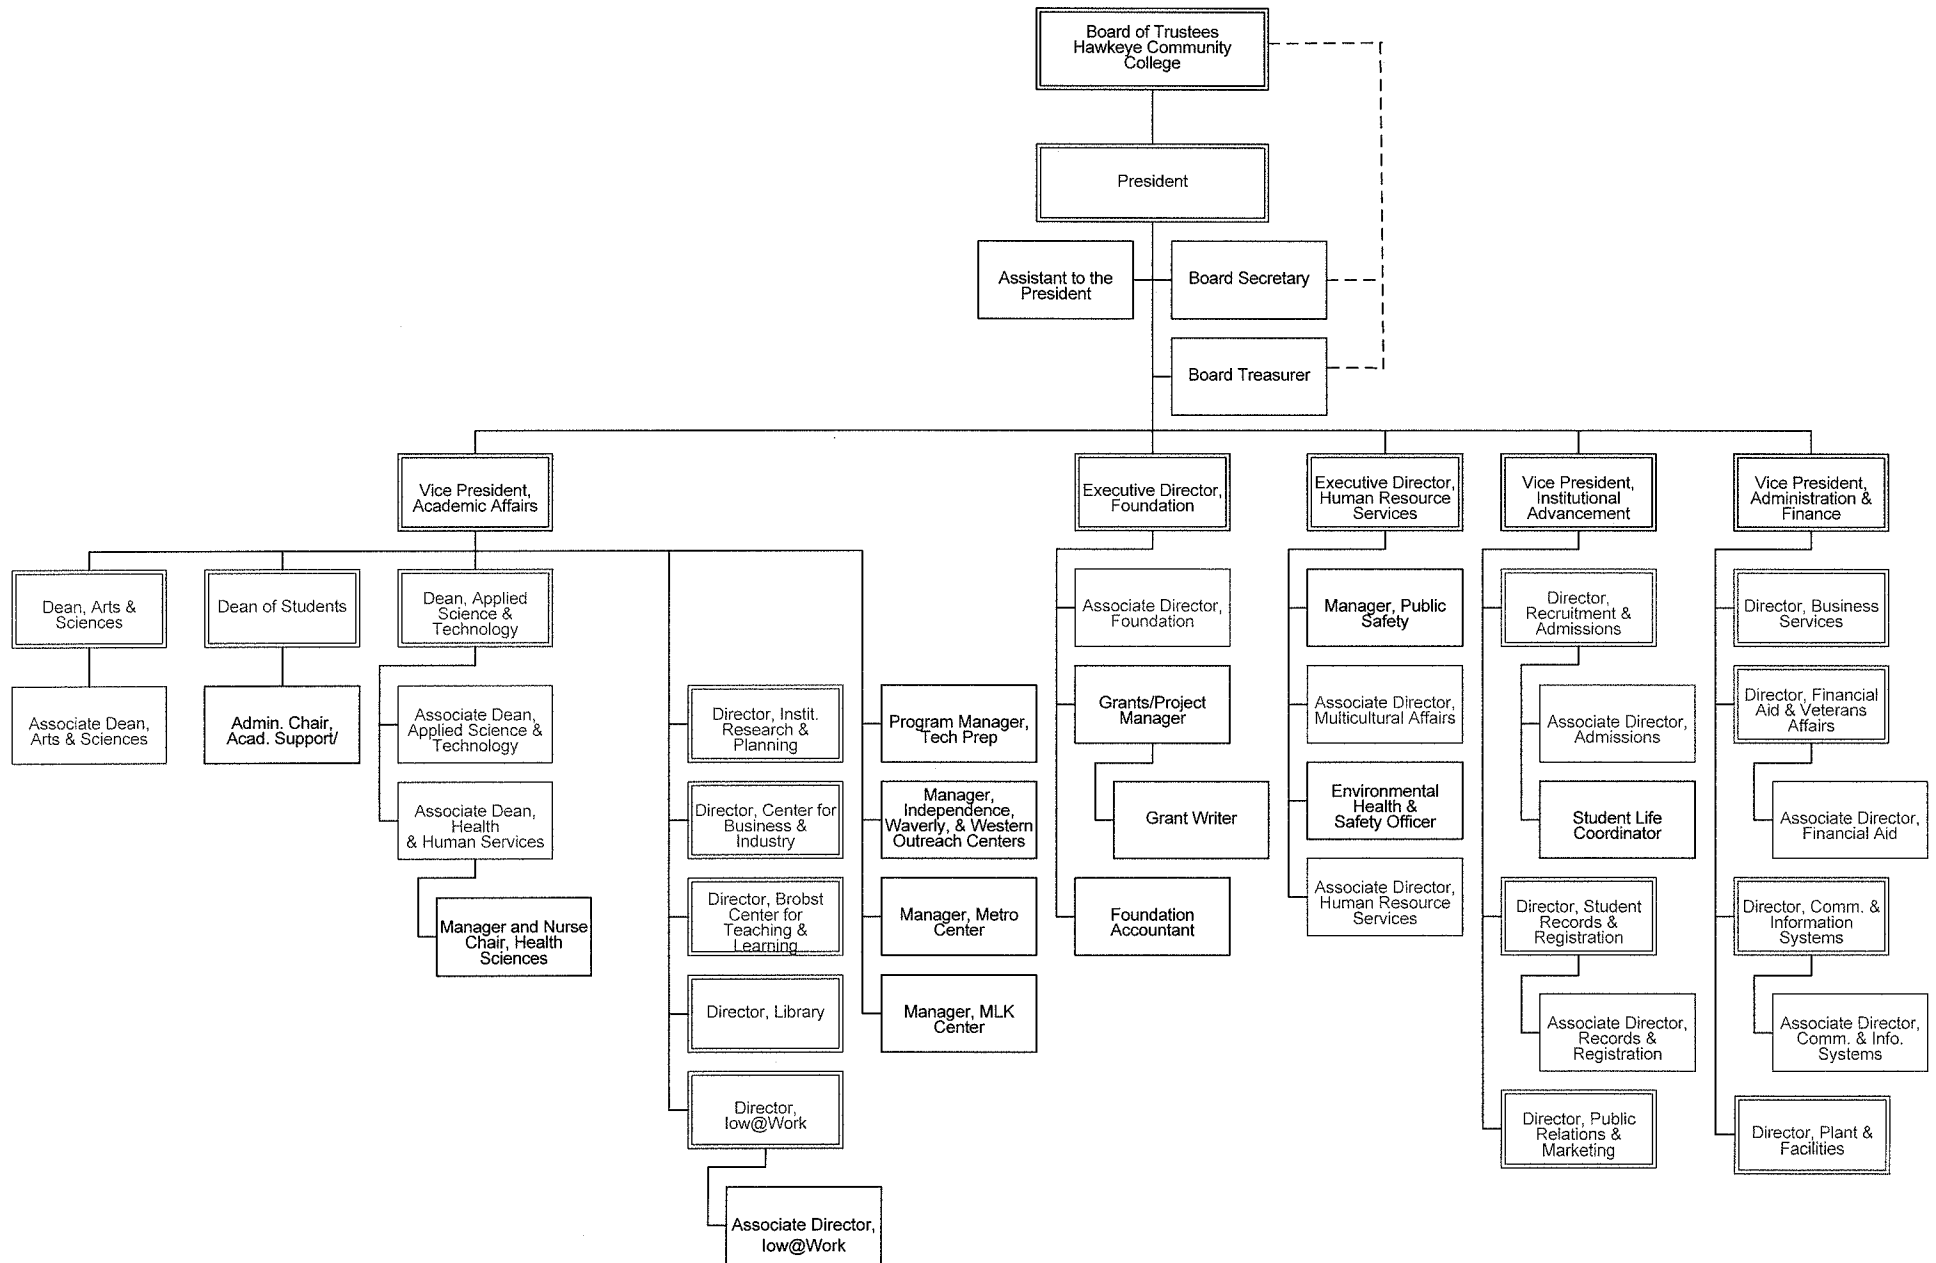 Board of Trustees
Hawkeye Community
College
President
Assistant to the
President
Board Secretary
Board Treasurer
Vice President,
Academic Affairs
Executive Director,
Foundation
Executive Director,
Human Resource
Services
Vice President,
Institutional
Advancement
Vice President,
Administration &
Finance
Dean, Arts &
Sciences
Associate Dean,
Arts & Sciences
Dean of Students
Admin. Chair,
Acad. Support/
Dean, Applied
Science &
Technology
Associate Dean,
Applied Science &
Technology
Associate Dean,
Health
& Human Services
Manager and Nurse
Chair, Health
Sciences
Director, Instit.
Research &
Planning
Director, Center for
Business &
Industry
Director, Brobst
Center for
Teaching &
Learning
Director, Library
Director,
Iow@Work
Associate Director,
Iow@Work
Program Manager,
Tech Prep
Manager,
Independence,
Waverly, & Western
Outreach Centers
Manager, Metro
Center
Manager, MLK
Center
Associate Director,
Foundation
Grants/Project
Manager
Grant Writer
Foundation
Accountant
Manager, Public
Safety
Associate Director,
Multicultural Affairs
Environmental
Health &
Safety Officer
Associate Director,
Human Resource
Services
Director,
Recruitment &
Admissions
Associate Director,
Admissions
Student Life
Coordinator
Director, Student
Records &
Registration
Associate Director,
Records &
Registration
Director, Public
Relations &
Marketing
Director, Business
Services
Director, Financial
Aid & Veterans
Affairs
Associate Director,
Financial Aid
Director, Comm. &
Information
Systems
Associate Director,
Comm. & Info.
Systems
Director, Plant &
Facilities